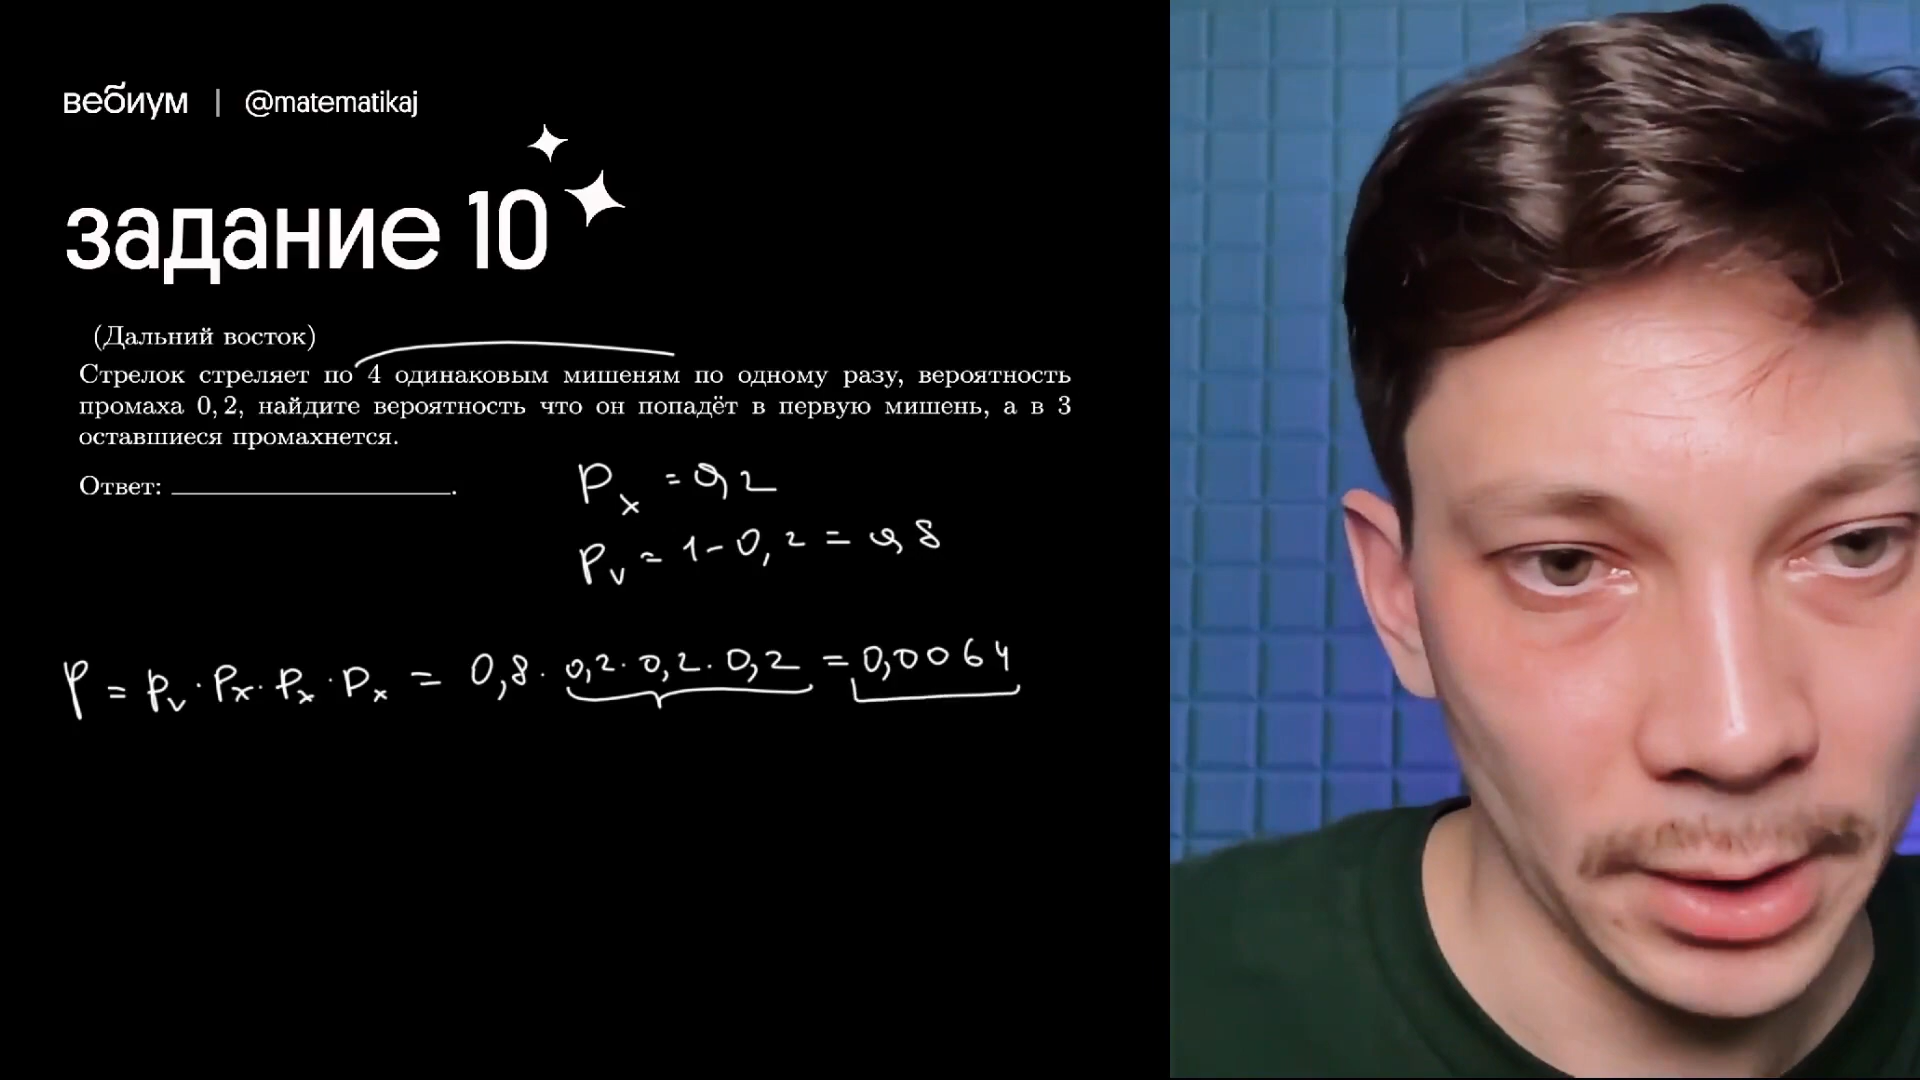 вебиум | @matematikaj
задание 10
(Дальний восток)
Стрелок стреляет по 4 одинаковым мишеням по одному разу, вероятность
промаха 0,2, найдите вероятность что он попадёт в первую мишень, а в 3
оставшиеся промахнется.
Ответ: ____________________.
Pₓ = 0,2
Pᵥ = 1 - 0,2 = 0,8
P = Pᵥ · Pₓ · Pₓ · Pₓ = 0,8 · 0,2 · 0,2 · 0,2 = 0,0064